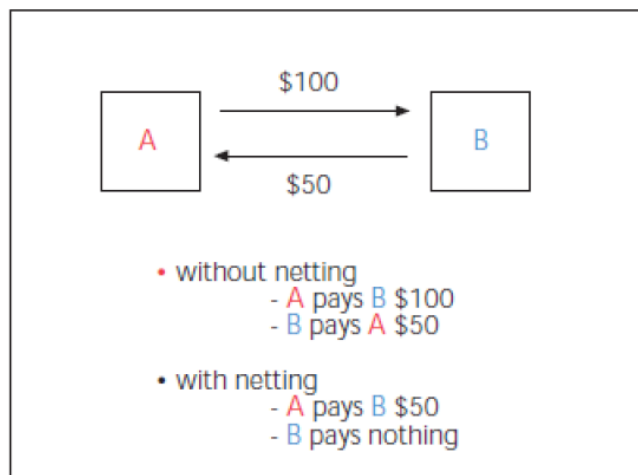 $100
A
B
$50
• without netting
- A pays B $100
- B pays A $50
• with netting
- A pays B $50
- B pays nothing